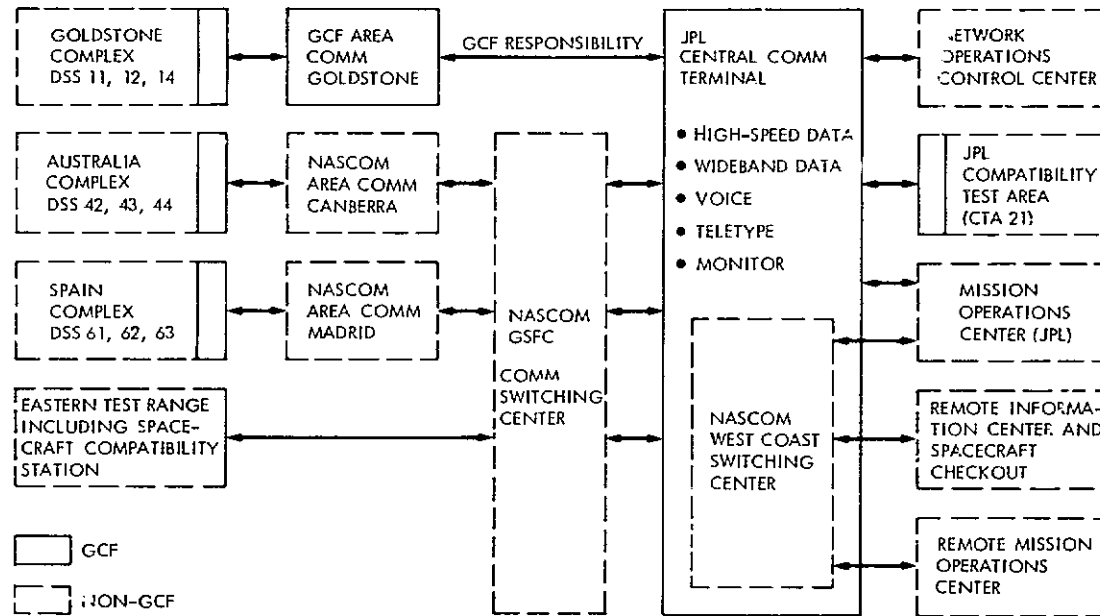 GOLDSTONE
COMPLEX
DSS 11, 12, 14
GCF AREA
COMM
GOLDSTONE
GCF RESPONSIBILITY
JPL
CENTRAL COMM
TERMINAL
• HIGH-SPEED DATA
• WIDEBAND DATA
• VOICE
• TELETYPE
• MONITOR
OPERATIONS
CONTROL CENTER
AUSTRALIA
COMPLEX
DSS 42, 43, 44
NASCOM
AREA COMM
CANBERRA
JPL
COMPATIBILITY
TEST AREA
(CTA 21)
SPAIN
COMPLEX
DSS 61, 62, 63
NASCOM
AREA COMM
MADRID
NASCOM
GSFC
COMM
SWITCHING
CENTER
MISSION
OPERATIONS
CENTER (JPL)
EASTERN TEST RANGE
INCLUDING SPACE-
CRAFT COMPATIBILITY
STATION
NASCOM
WEST COAST
SWITCHING
CENTER
REMOTE INFORMA-
TION CENTER AND
SPACECRAFT
CHECKOUT
REMOTE MISSION
OPERATIONS
CENTER
GCF
NON-GCF